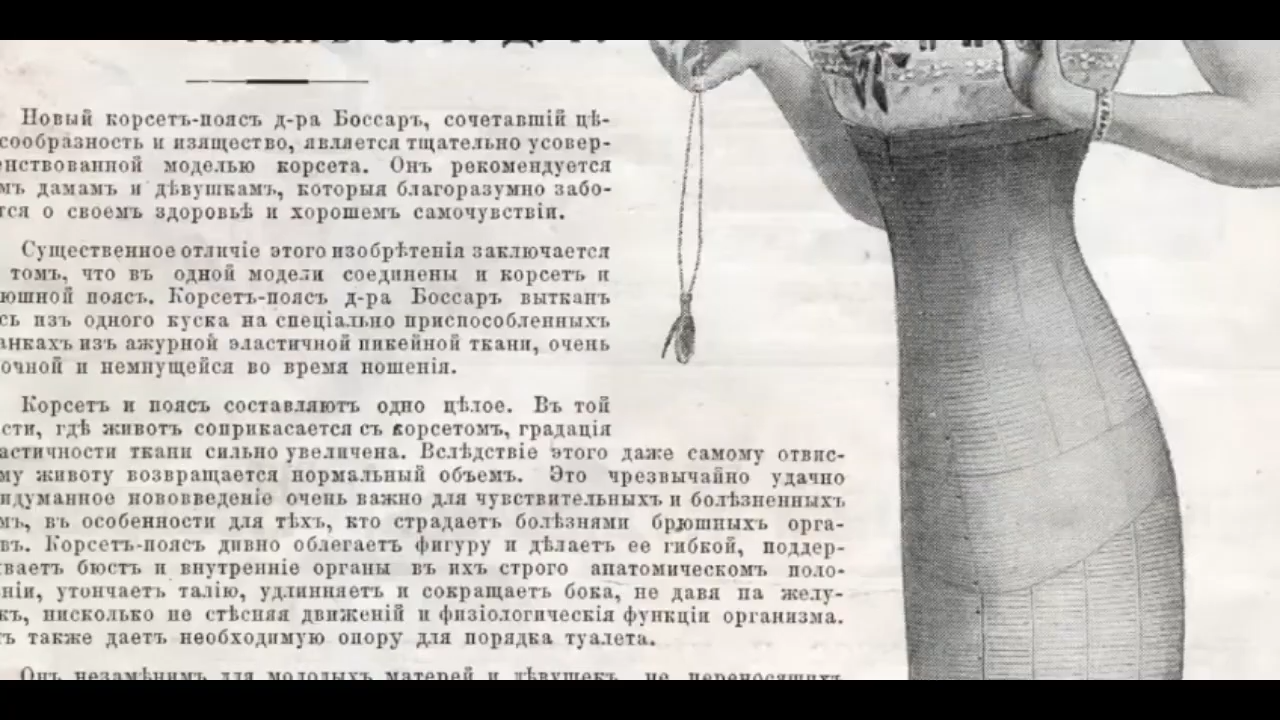 Новый корсетъ-поясъ д-ра Боссаръ, сочетавшій цѣ-
сообразность и изящество, является тщательно усовер-
енствованной моделью корсета. Онъ рекомендуется
мъ дамамъ и дѣвушкамъ, которыя благоразумно забо-
тся о своемъ здоровьѣ и хорошемъ самочувствіи.
Существенное отличіе этого изобрѣтенія заключается
томъ, что въ одной модели соединены и корсетъ и
юшной поясъ. Корсетъ-поясъ д-ра Боссаръ вытканъ
сь изъ одного куска на спеціально приспособленныхъ
анкахъ изъ ажурной эластичной пикейной ткани, очень
очной и немнущейся во время ношенія.
Корсетъ и поясъ составляютъ одно цѣлое. Въ той
сти, гдѣ животъ соприкасается съ корсетомъ, градація
астичности ткани сильно увеличена. Вслѣдствіе этого даже самому отвис-
му животу возвращается нормальный объемъ. Это чрезвычайно удачно
идуманное нововведеніе очень важно для чувствительныхъ и болѣзненныхъ
мъ, въ особенности для тѣхъ, кто страдаетъ болѣзнями брюшныхъ орга-
въ. Корсетъ-поясъ дивно облегаетъ фигуру и дѣлаетъ ее гибкой, поддер-
иваетъ бюстъ и внутренніе органы въ ихъ строго анатомическомъ поло-
ніи, утончаетъ талію, удлинняетъ и сокращаетъ бока, не давя на желу-
къ, нисколько не стѣсняя движеній и физіологическія функціи организма.
ъ также даетъ необходимую опору для порядка туалета.
Онъ незамѣнимъ для молодыхъ матерей и дѣвушекъ, не переносящихъ